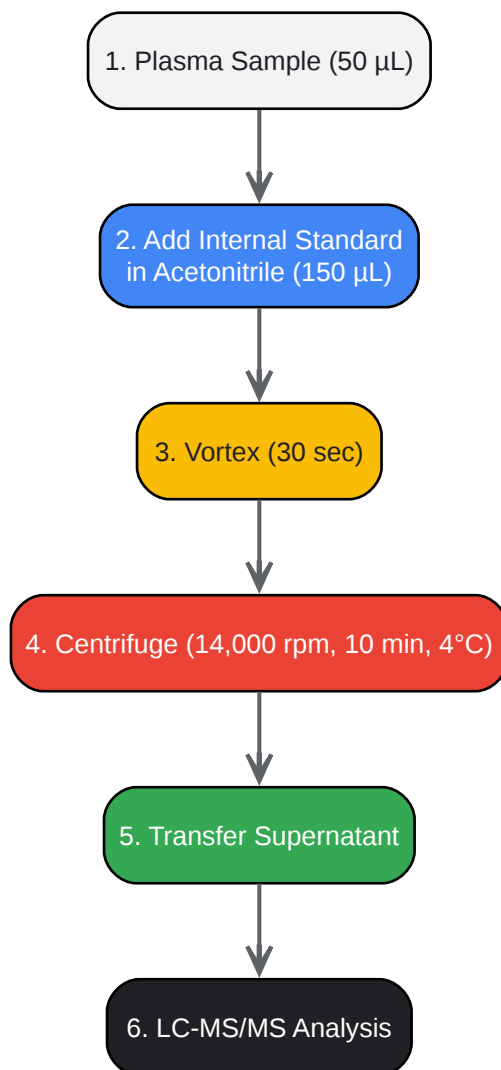 1. Plasma Sample (50 µL)
2. Add Internal Standard
in Acetonitrile (150 µL)
3. Vortex (30 sec)
4. Centrifuge (14,000 rpm, 10 min, 4°C)
5. Transfer Supernatant
6. LC-MS/MS Analysis